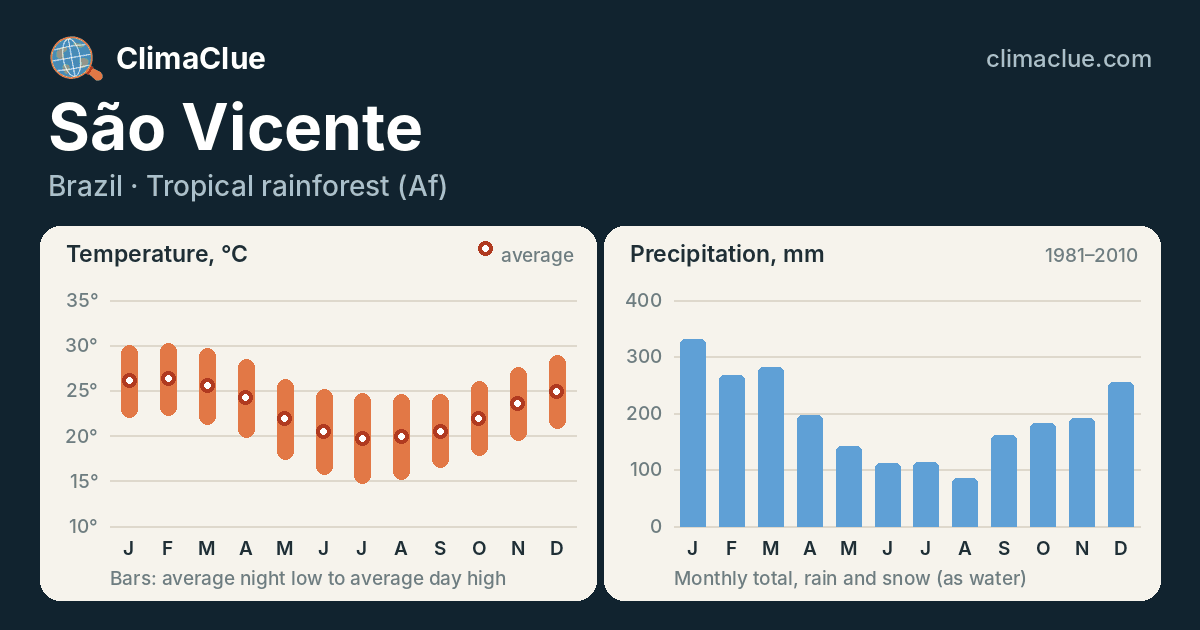 ClimaClue
climaclue.com
São Vicente
Brazil · Tropical rainforest (Af)
Temperature, °C
average
35°
30°
25°
20°
15°
10°
J F M A M J J A S O N D
Bars: average night low to average day high
Precipitation, mm
1981–2010
400
300
200
100
0
J F M A M J J A S O N D
Monthly total, rain and snow (as water)